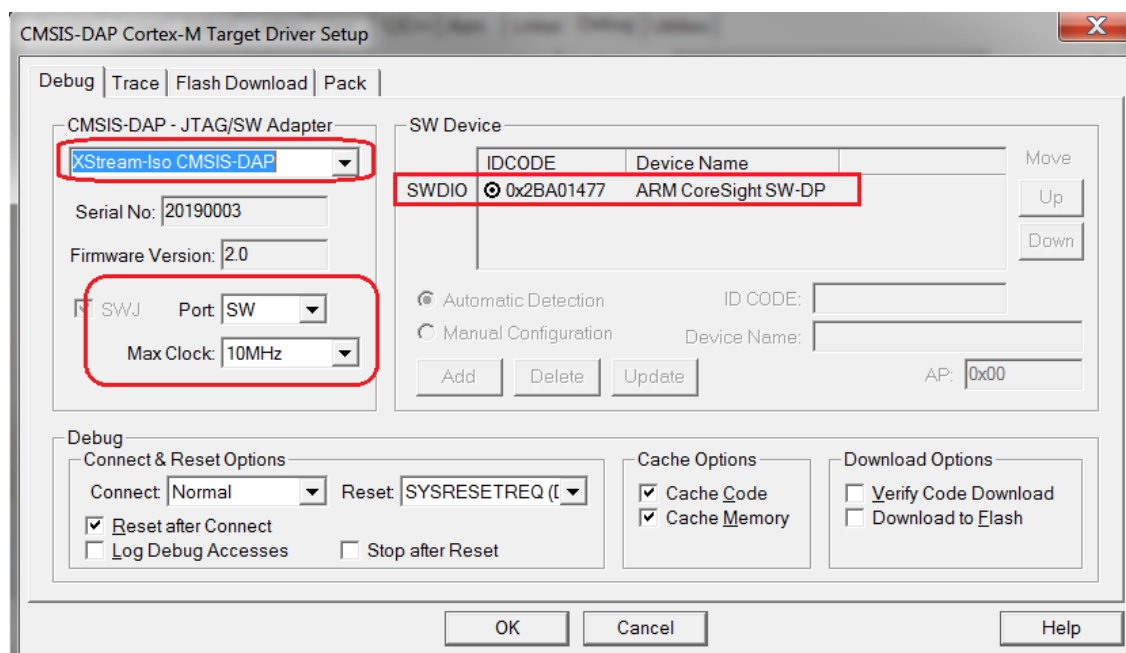 CMSIS-DAP Cortex-M Target Driver Setup
Debug Trace Flash Download Pack
CMSIS-DAP - JTAG/SW Adapter
XStream-Iso CMSIS-DAP
Serial No: 20190003
Firmware Version: 2.0
SWJ Port: SW
Max Clock: 10MHz
SW Device
IDCODE Device Name
SWDIO 0x2BA01477 ARM CoreSight SW-DP
Move
Up
Down
Automatic Detection ID CODE:
Manual Configuration Device Name:
Add Delete Update AP: 0x00
Debug
Connect & Reset Options
Connect: Normal Reset: SYSRESETREQ (
Reset after Connect
Log Debug Accesses Stop after Reset
Cache Options
Cache Code
Cache Memory
Download Options
Verify Code Download
Download to Flash
OK Cancel Help